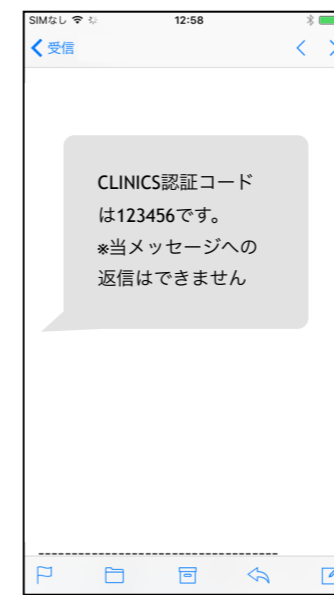 SIMなし 12:58
受信
CLINICS認証コード
は123456です。
※当メッセージへの
返信はできません